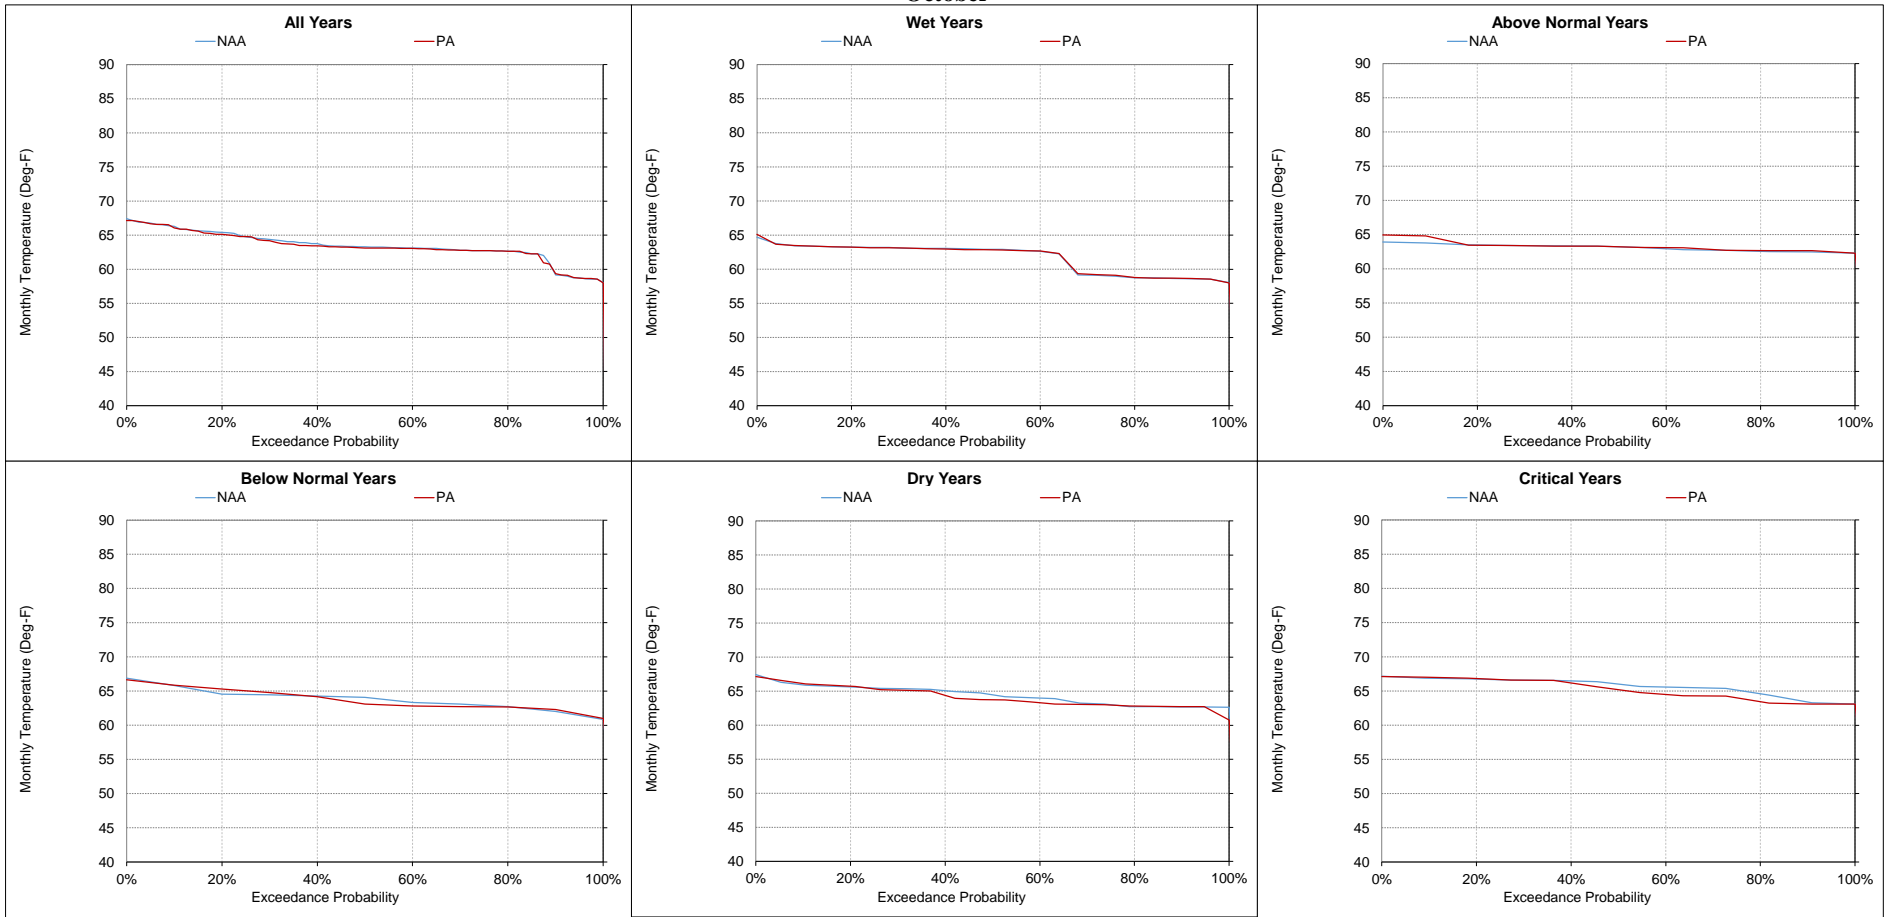 All Years
NAA PA
90
85
80
75
70
65
60
55
50
45
40
0% 20% 40% 60% 80% 100%
Monthly Temperature (Deg-F)
Exceedance Probability
Wet Years
NAA PA
90
85
80
75
70
65
60
55
50
45
40
0% 20% 40% 60% 80% 100%
Monthly Temperature (Deg-F)
Exceedance Probability
Above Normal Years
NAA PA
90
85
80
75
70
65
60
55
50
45
40
0% 20% 40% 60% 80% 100%
Monthly Temperature (Deg-F)
Exceedance Probability
Below Normal Years
NAA PA
90
85
80
75
70
65
60
55
50
45
40
0% 20% 40% 60% 80% 100%
Monthly Temperature (Deg-F)
Exceedance Probability
Dry Years
NAA PA
90
85
80
75
70
65
60
55
50
45
40
0% 20% 40% 60% 80% 100%
Monthly Temperature (Deg-F)
Exceedance Probability
Critical Years
NAA PA
90
85
80
75
70
65
60
55
50
45
40
0% 20% 40% 60% 80% 100%
Monthly Temperature (Deg-F)
Exceedance Probability